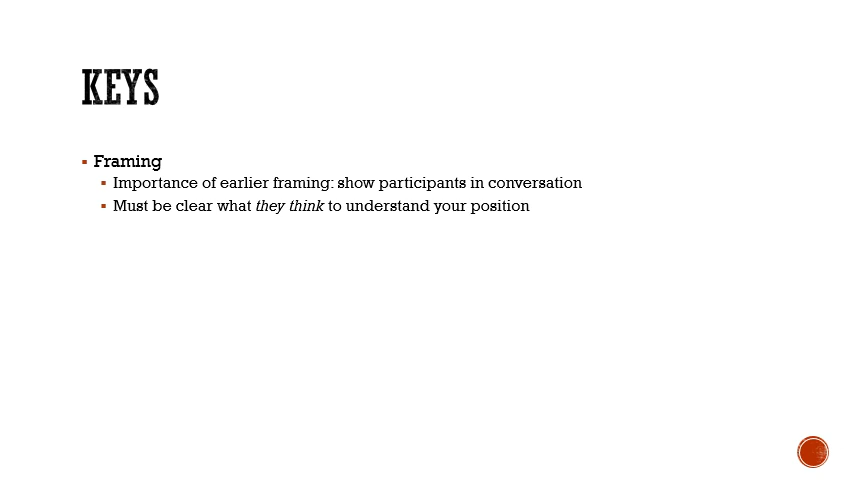 KEYS
Framing
Importance of earlier framing: show participants in conversation
Must be clear what they think to understand your position